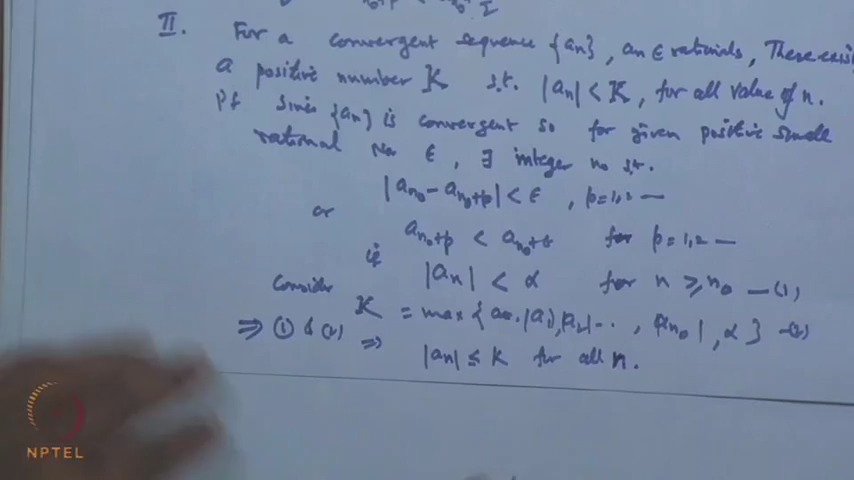 II. For a convergent sequence {an}, an ∈ rationals, There exist
a positive number K s.t. |an| < K, for all value of n.
Pf Sinis {an} is convergent so for given positive small
rational No ε, ∃ integer no s.t.
|an₀ - an₀+p| < ε, p=1,2 —
or an₀+p < an₀+ε for p=1,2 —
ie |an| < α for n ≥ n₀ —(1)
Consider K = max { |a₁|, |a₂|, .. , |an₀|, α } —(2)
⇒ ① & (2) ⇒ |an| ≤ K for all n.
NPTEL